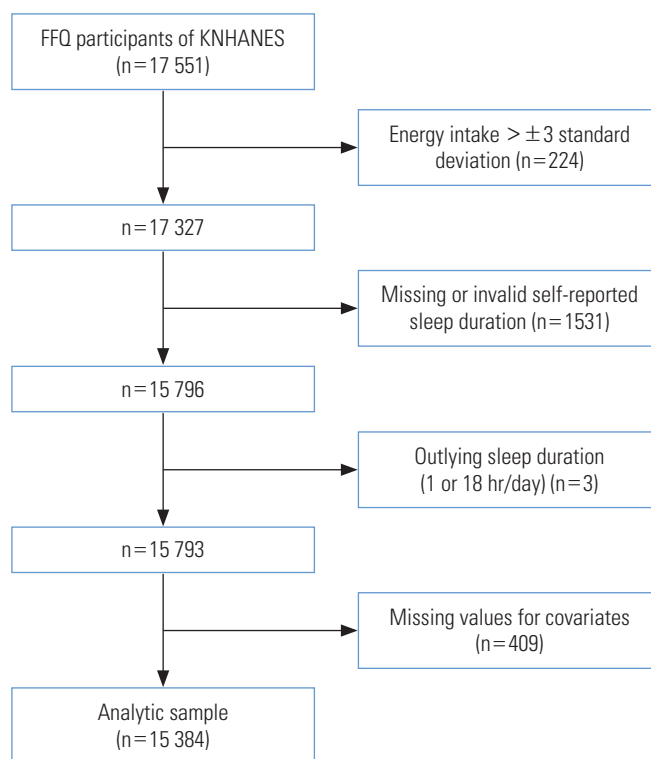 FFQ participants of KNHANES
(n=17 551)
Energy intake > ±3 standard
deviation (n=224)
n=17 327
Missing or invalid self-reported
sleep duration (n=1531)
n=15 796
Outlying sleep duration
(1 or 18 hr/day) (n=3)
n=15 793
Missing values for covariates
(n=409)
Analytic sample
(n=15 384)